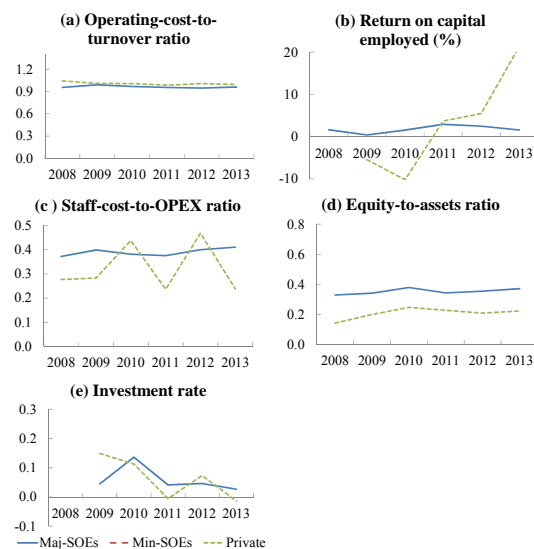 (a) Operating-cost-to-
turnover ratio
1.2
0.9
0.6
0.3
0.0
2008 2009 2010 2011 2012 2013
(b) Return on capital
employed (%)
20
10
0
-10
2008 2009 2010 2011 2012 2013
(c ) Staff-cost-to-OPEX ratio
0.5
0.4
0.3
0.2
0.1
0.0
2008 2009 2010 2011 2012 2013
(d) Equity-to-assets ratio
0.8
0.6
0.4
0.2
0.0
2008 2009 2010 2011 2012 2013
(e) Investment rate
0.3
0.2
0.1
0.0
-0.1
2008 2009 2010 2011 2012 2013
Maj-SOEs Min-SOEs Private